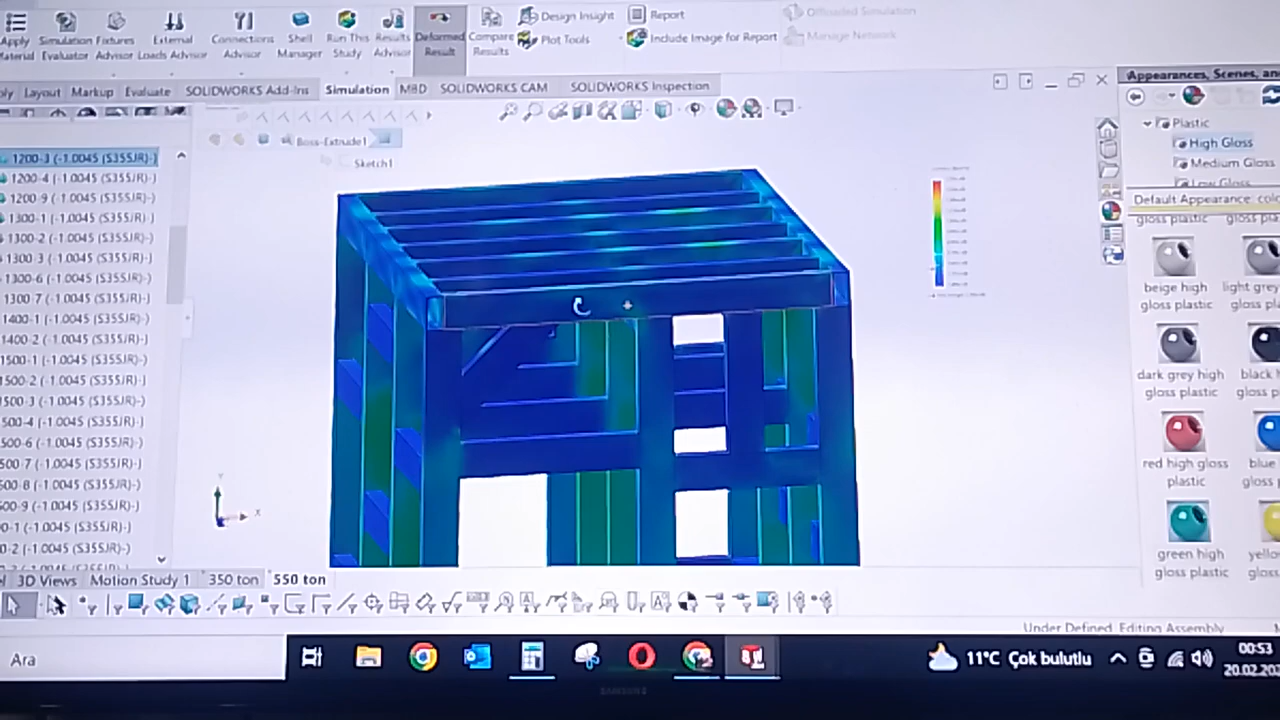 Apply Simulation Fixtures External Connections Shell Run This Results Deformed Compare
Material Evaluator Advisor Loads Advisor Advisor Manager Study Advisor Result Results
Design Insight
Plot Tools
Report
Include Image for Report
Offloaded Simulation
Manage Network
ply Layout Markup Evaluate SOLIDWORKS Add-Ins Simulation MBD SOLIDWORKS CAM SOLIDWORKS Inspection
Appearances, Scenes, an
Plastic
High Gloss
Medium Gloss
Low Gloss
Default Appearance: colo
gloss plastic gloss pla
beige high
gloss plastic
light grey
gloss pla
dark grey high
gloss plastic
black h
gloss pla
red high gloss
plastic
blue
glos
green high
gloss plastic
yello
glos
Boss-Extrude1
Sketch1
1200-3 (-1.0045 (S355JR)-)
1200-4 (-1.0045 (S355JR)-)
1200-9 (-1.0045 (S355JR)-)
1300-1 (-1.0045 (S355JR)-)
1300-2 (-1.0045 (S355JR)-)
1300-3 (-1.0045 (S355JR)-)
1300-6 (-1.0045 (S355JR)-)
1300-7 (-1.0045 (S355JR)-)
1400-1 (-1.0045 (S355JR)-)
1400-2 (-1.0045 (S355JR)-)
1500-1 (-1.0045 (S355JR)-)
1500-2 (-1.0045 (S355JR)-)
500-3 (-1.0045 (S355JR)-)
500-4 (-1.0045 (S355JR)-)
500-6 (-1.0045 (S355JR)-)
500-7 (-1.0045 (S355JR)-)
00-8 (-1.0045 (S355JR)-)
00-9 (-1.0045 (S355JR)-)
0-1 (-1.0045 (S355JR)-)
0-2 (-1.0045 (S355JR)-)
Y
X
el 3D Views Motion Study 1 350 ton 550 ton
Under Defined Editing Assembly
Ara
11°C Çok bulutlu
00:53
20.02.202
SAMSUNG